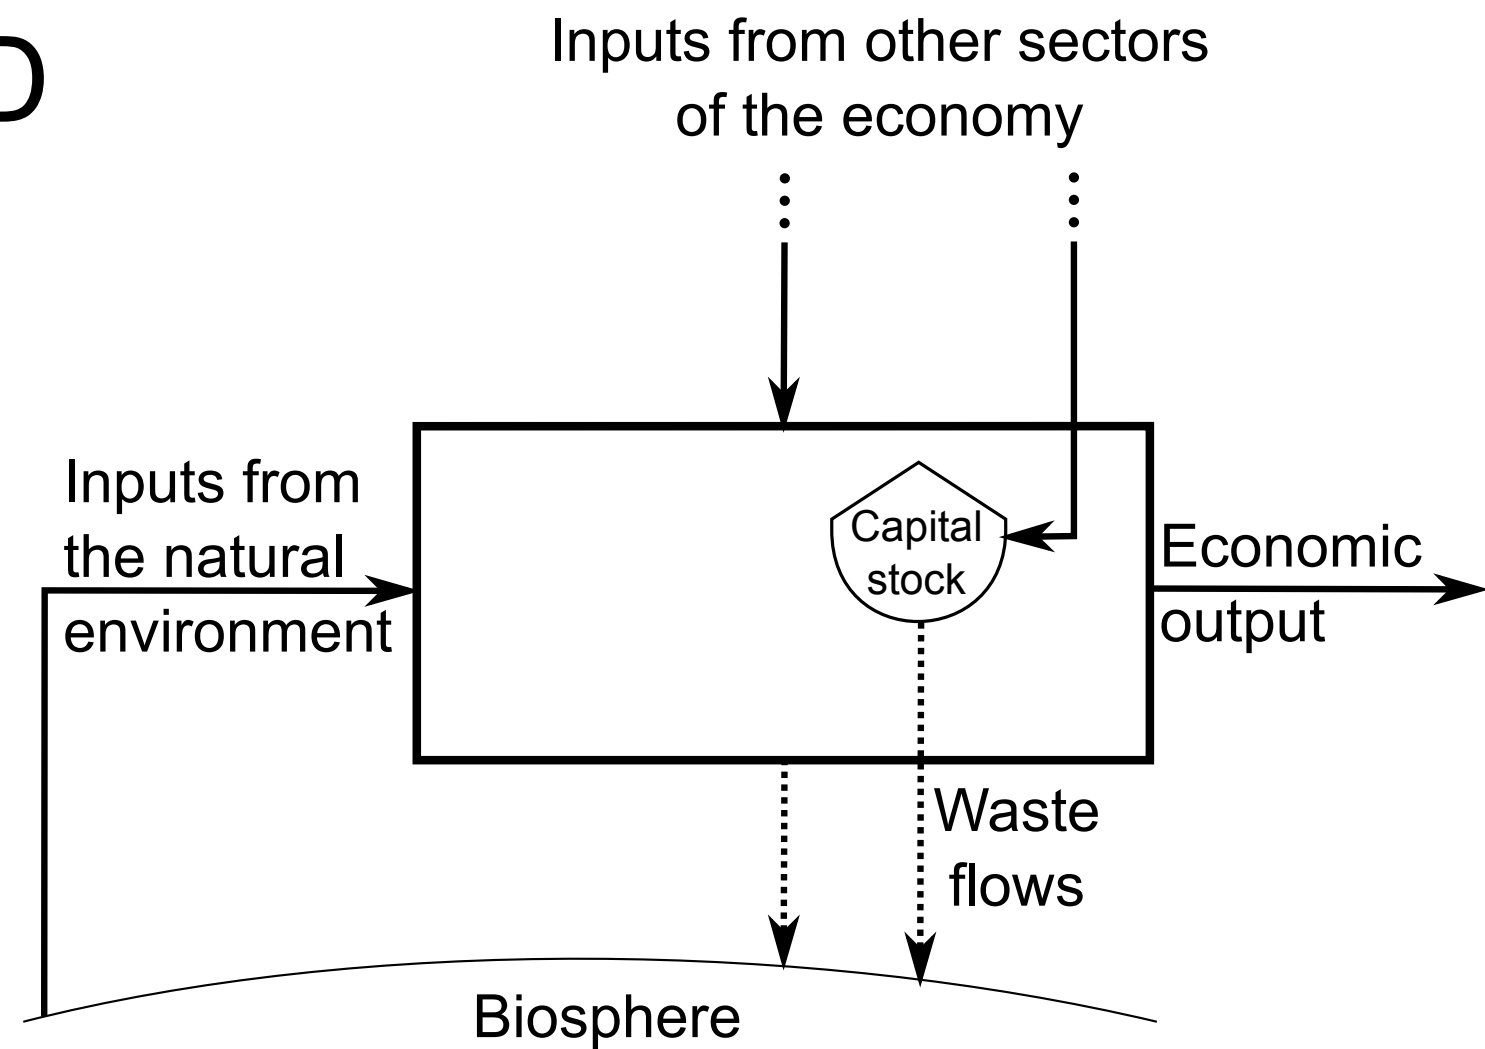 D
Inputs from other sectors
of the economy
Inputs from
the natural
environment
Capital
stock
Economic
output
Waste
flows
Biosphere